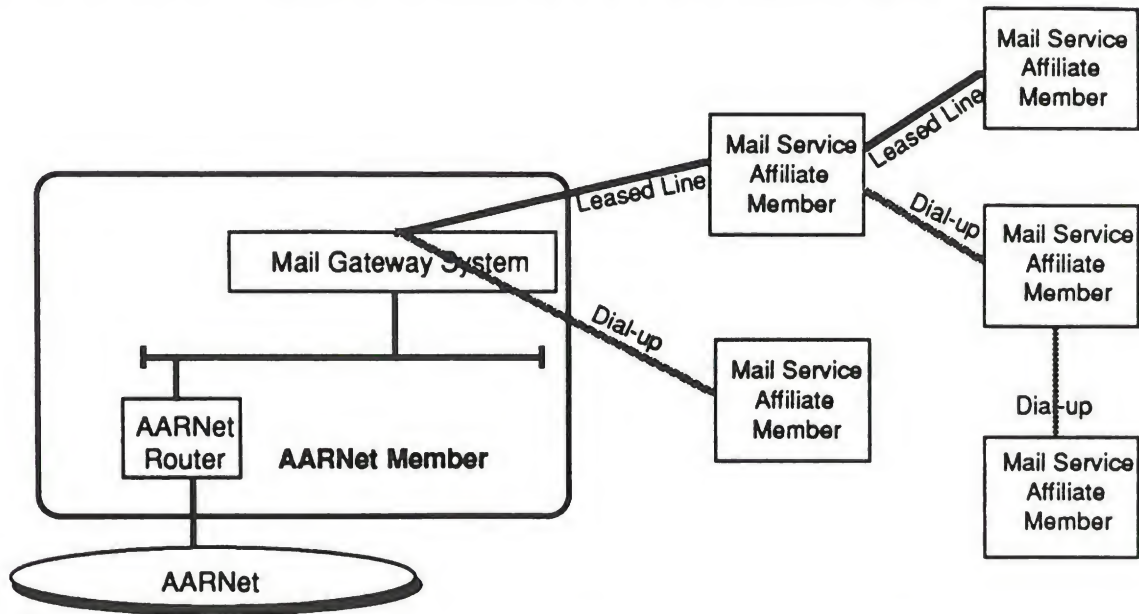 Mail Service
Affiliate
Member
Leased Line
Mail Service
Affiliate
Member
Leased Line
Dial-up
Mail Service
Affiliate
Member
Mail Gateway System
Dial-up
Mail Service
Affiliate
Member
Dial-up
AARNet
Router
AARNet Member
Mail Service
Affiliate
Member
AARNet